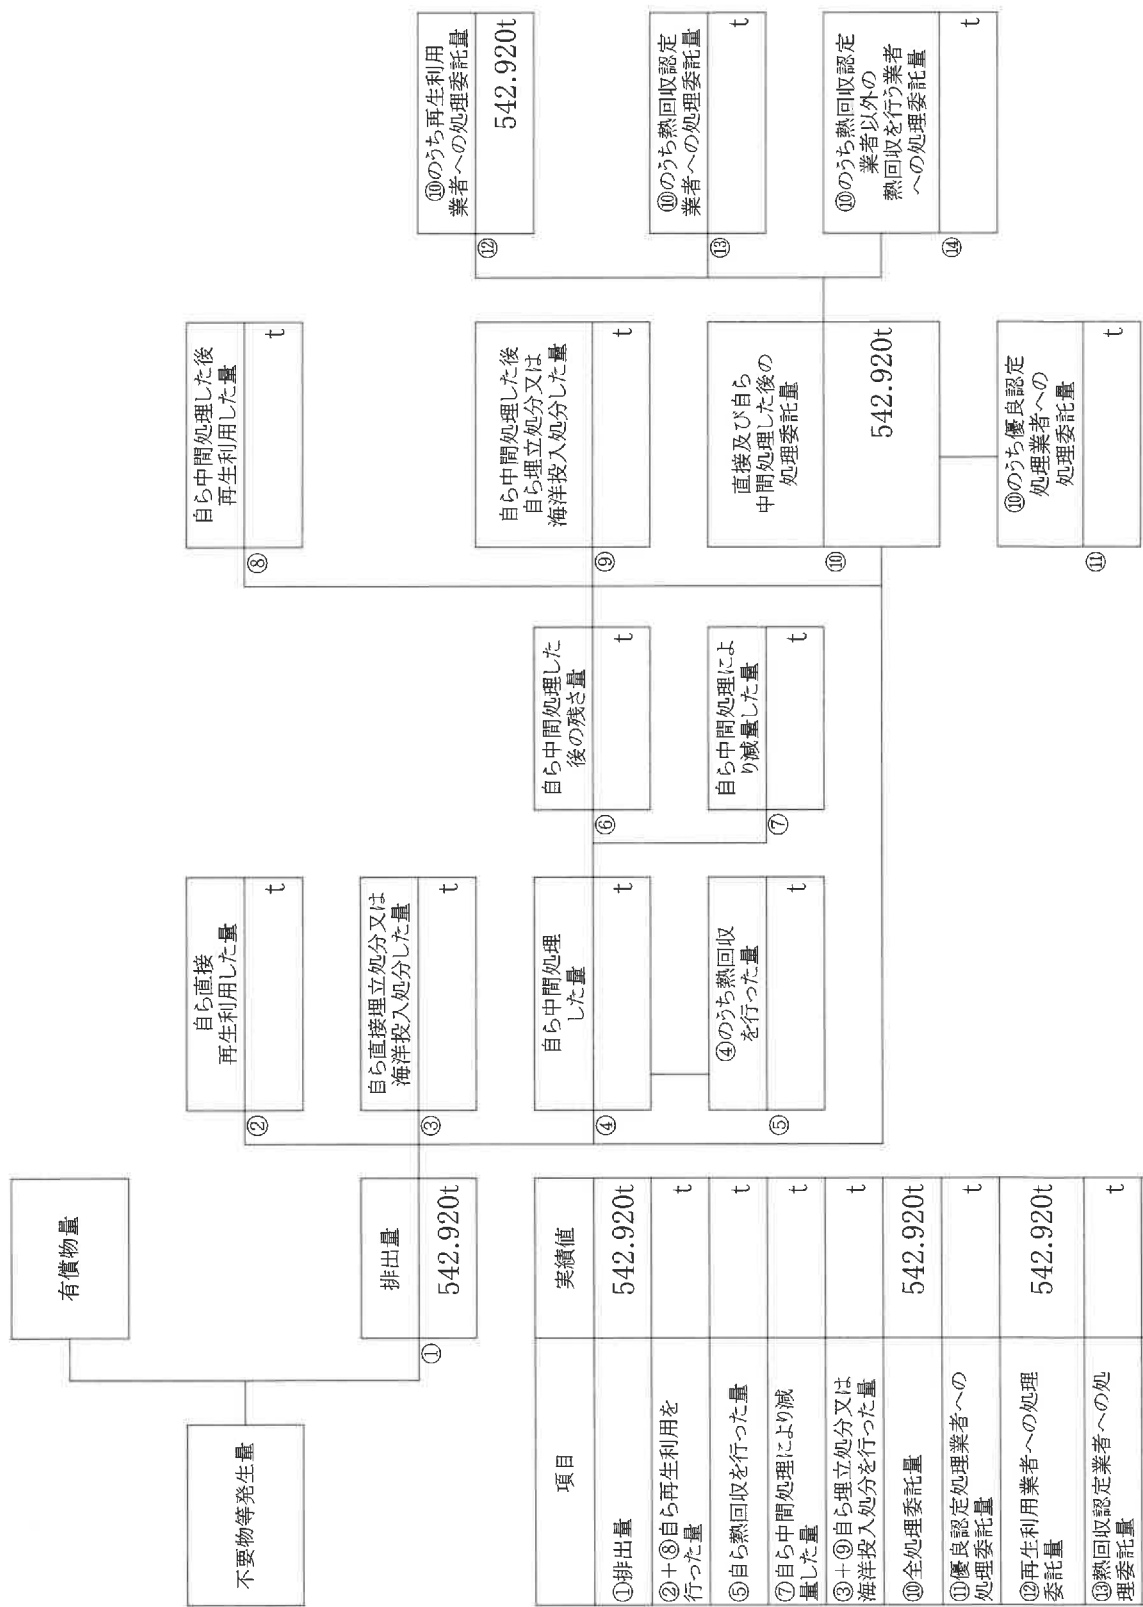 不要物等発生量
有償物量
①
排出量
542.920t
②
自ら直接
再生利用した量
t
③
自ら直接埋立処分又は
海洋投入処分した量
t
④
自ら中間処理
した量
t
⑤
④のうち熱回収
を行った量
t
⑥
自ら中間処理した
後の残さ量
t
⑦
自ら中間処理によ
り減量した量
t
⑧
自ら中間処理した後
再生利用した量
t
⑨
自ら中間処理した後
自ら埋立処分又は
海洋投入処分した量
t
⑩
直接及び自ら
中間処理した後の
処理委託量
542.920t
⑪
⑩のうち優良認定
処理業者への
処理委託量
t
⑫
⑩のうち再生利用
業者への処理委託量
542.920t
⑬
⑩のうち熱回収認定
業者への処理委託量
t
⑭
⑩のうち熱回収認定
業者以外の
熱回収を行う業者
への処理委託量
t
項目 実績値
①排出量 542.920t
②+⑧自ら再生利用を
行った量
t
⑤自ら熱回収を行った量 t
⑦自ら中間処理により減
量した量
t
③+⑨自ら埋立処分又は
海洋投入処分を行った量
t
⑩全処理委託量 542.920t
⑪優良認定処理業者への
処理委託量
t
⑫再生利用業者への処理
委託量
542.920t
⑬熱回収認定業者への処
理委託量
t